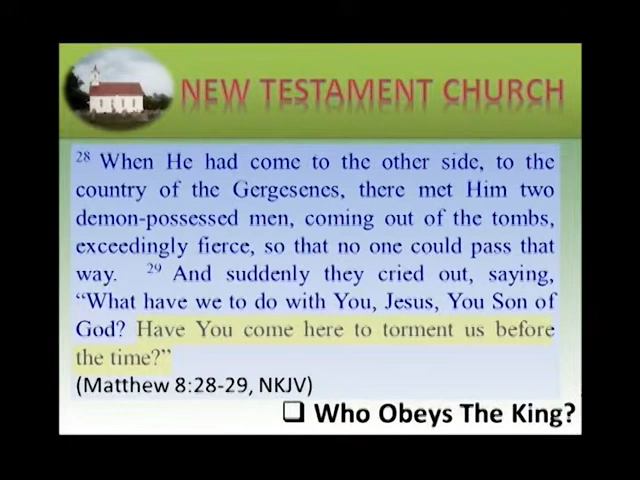 NEW TESTAMENT CHURCH
28 When He had come to the other side, to the
country of the Gergesenes, there met Him two
demon-possessed men, coming out of the tombs,
exceedingly fierce, so that no one could pass that
way. 29 And suddenly they cried out, saying,
“What have we to do with You, Jesus, You Son of
God? Have You come here to torment us before
the time?”
(Matthew 8:28-29, NKJV)
❑ Who Obeys The King?